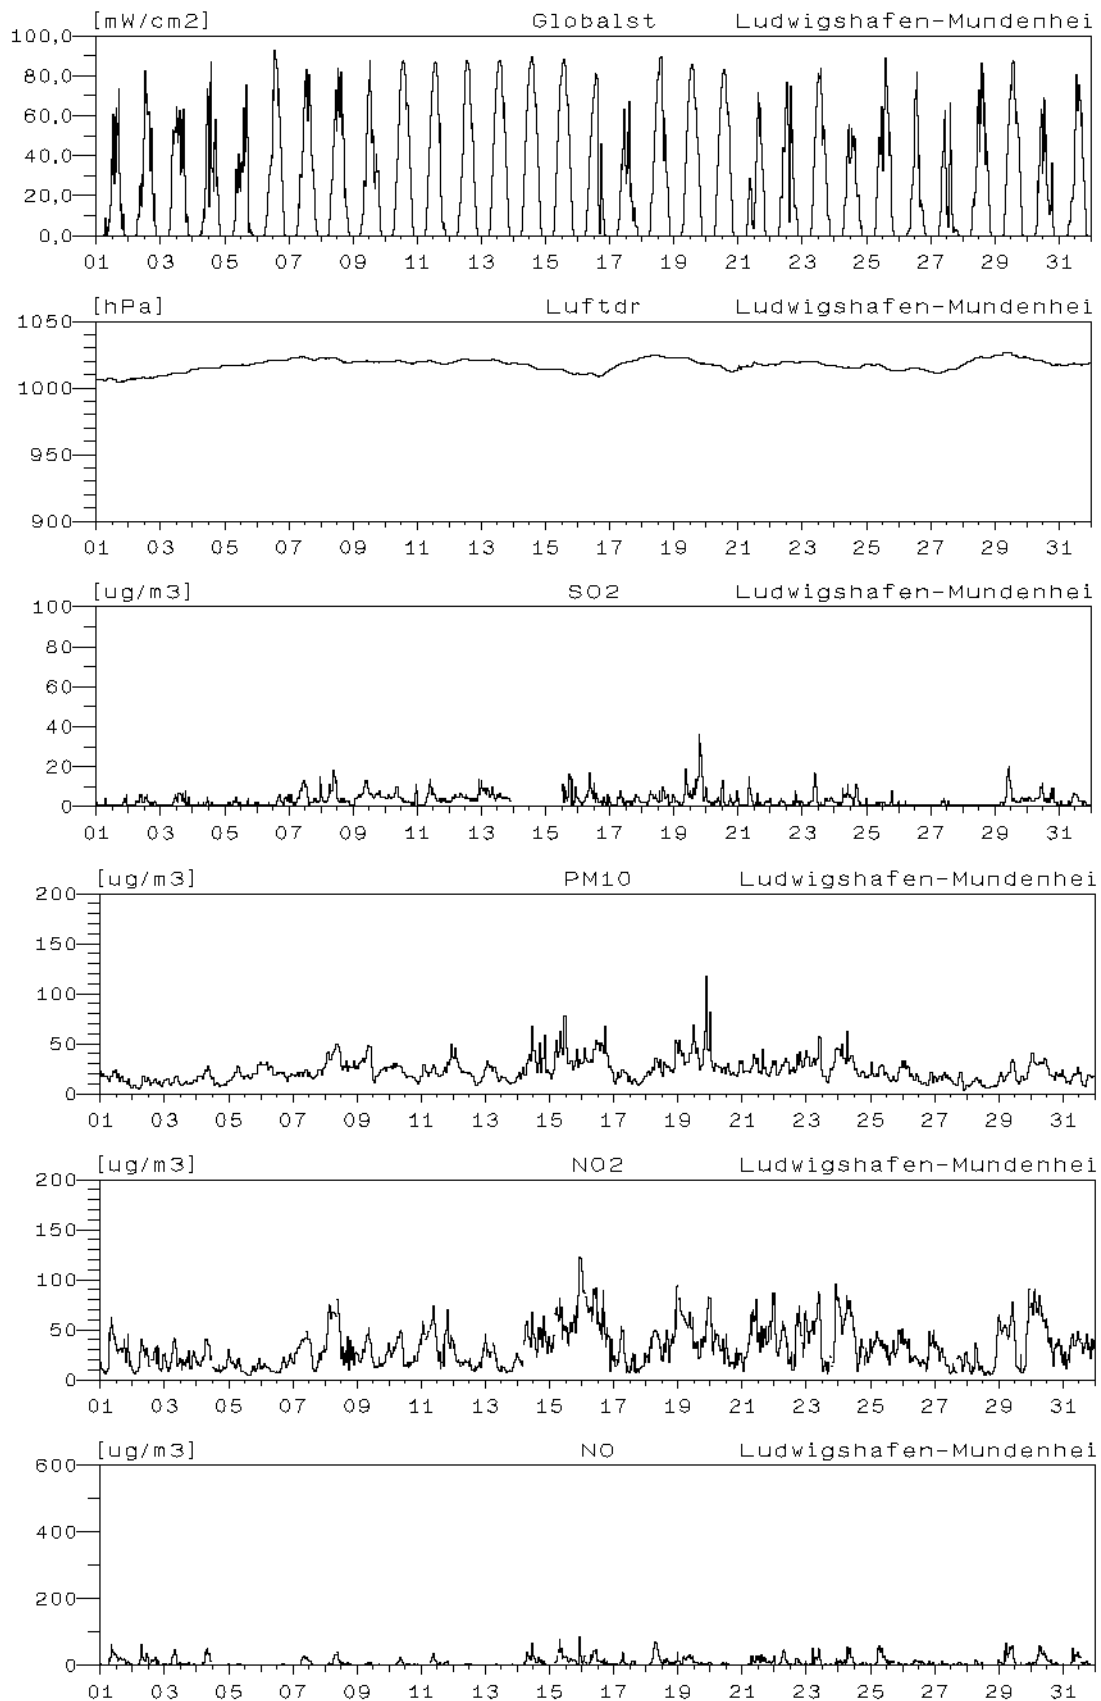 [mW/cm2] Globalst Ludwigshafen-Mundenhei
100,0
80,0
60,0
40,0
20,0
0,0
01 03 05 07 09 11 13 15 17 19 21 23 25 27 29 31
[hPa] Luftdr Ludwigshafen-Mundenhei
1050
1000
950
900
01 03 05 07 09 11 13 15 17 19 21 23 25 27 29 31
[ug/m3] SO2 Ludwigshafen-Mundenhei
100
80
60
40
20
0
01 03 05 07 09 11 13 15 17 19 21 23 25 27 29 31
[ug/m3] PM10 Ludwigshafen-Mundenhei
200
150
100
50
0
01 03 05 07 09 11 13 15 17 19 21 23 25 27 29 31
[ug/m3] NO2 Ludwigshafen-Mundenhei
200
150
100
50
0
01 03 05 07 09 11 13 15 17 19 21 23 25 27 29 31
[ug/m3] NO Ludwigshafen-Mundenhei
600
400
200
0
01 03 05 07 09 11 13 15 17 19 21 23 25 27 29 31